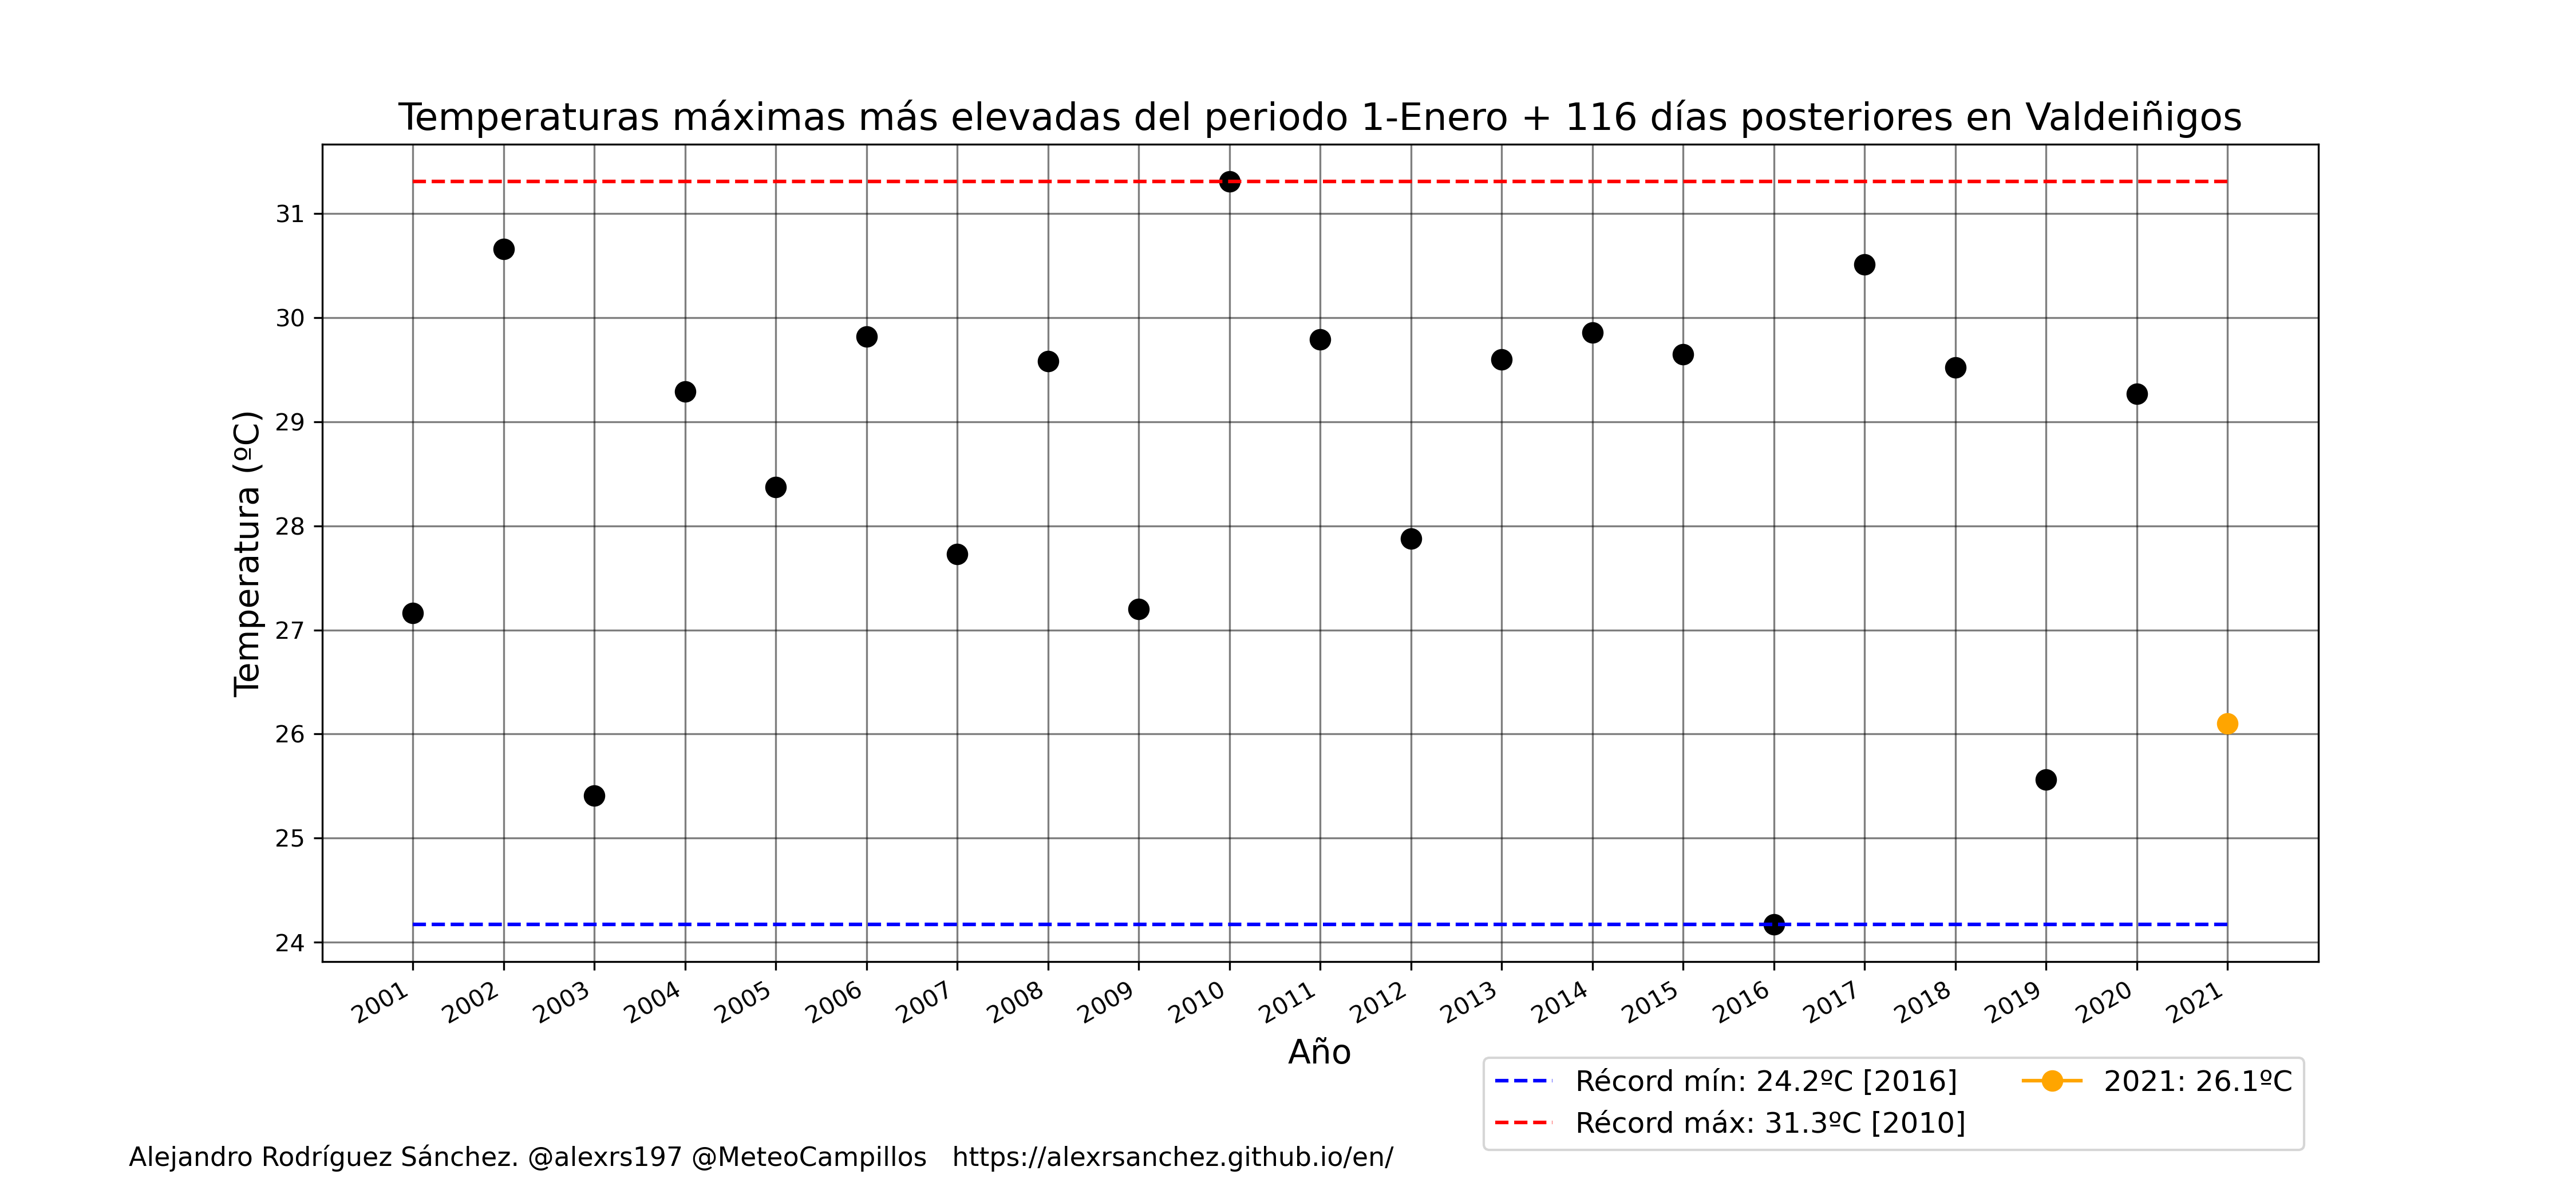 Temperaturas máximas más elevadas del periodo 1-Enero + 116 días posteriores en Valdeiñigos
Temperatura (ºC)
31
30
29
28
27
26
25
24
2001 2002 2003 2004 2005 2006 2007 2008 2009 2010 2011 2012 2013 2014 2015 2016 2017 2018 2019 2020 2021
Año
Récord mín: 24.2ºC [2016]
Récord máx: 31.3ºC [2010]
2021: 26.1ºC
Alejandro Rodríguez Sánchez. @alexrs197 @MeteoCampillos https://alexrsanchez.github.io/en/